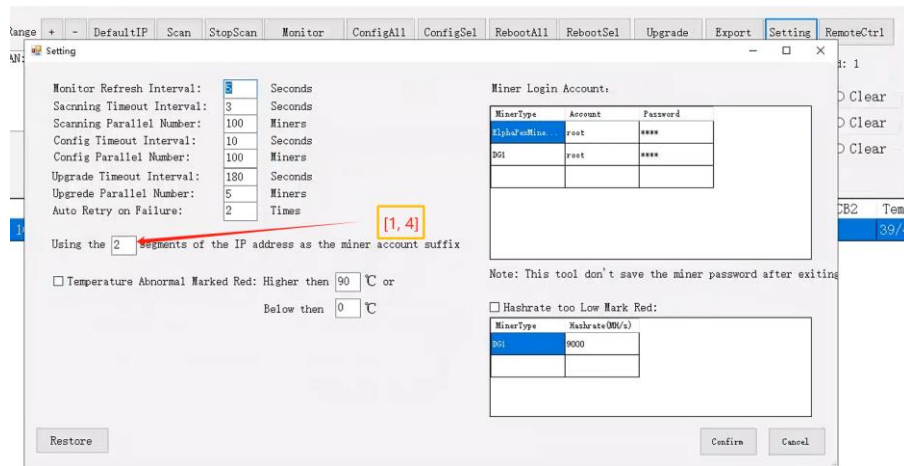 Range + - DefaultIP Scan StopScan Monitor ConfigAll ConfigSel RebootAll RebootSel Upgrade Export Setting RemoteCtrl
Setting
Monitor Refresh Interval: 5 Seconds
Sacnning Timeout Interval: 3 Seconds
Scanning Parallel Number: 100 Miners
Config Timeout Interval: 10 Seconds
Config Parallel Number: 100 Miners
Upgrade Timeout Interval: 180 Seconds
Upgrede Parallel Number: 5 Miners
Auto Retry on Failure: 2 Times
[1, 4]
Using the 2 segments of the IP address as the miner account suffix
Temperature Abnormal Marked Red: Higher then 90 ℃ or
Below then 0 ℃
Restore
Miner Login Account:
MinerType Account Password
ElphaPexMine... root ****
DG1 root ****
Note: This tool don't save the miner password after exiting
Hashrate too Low Mark Red:
MinerType Hashrate(MH/s)
DG1 9000
Confirm Cancel
d: 1
Clear
Clear
Clear
CB2 Tem
39/4